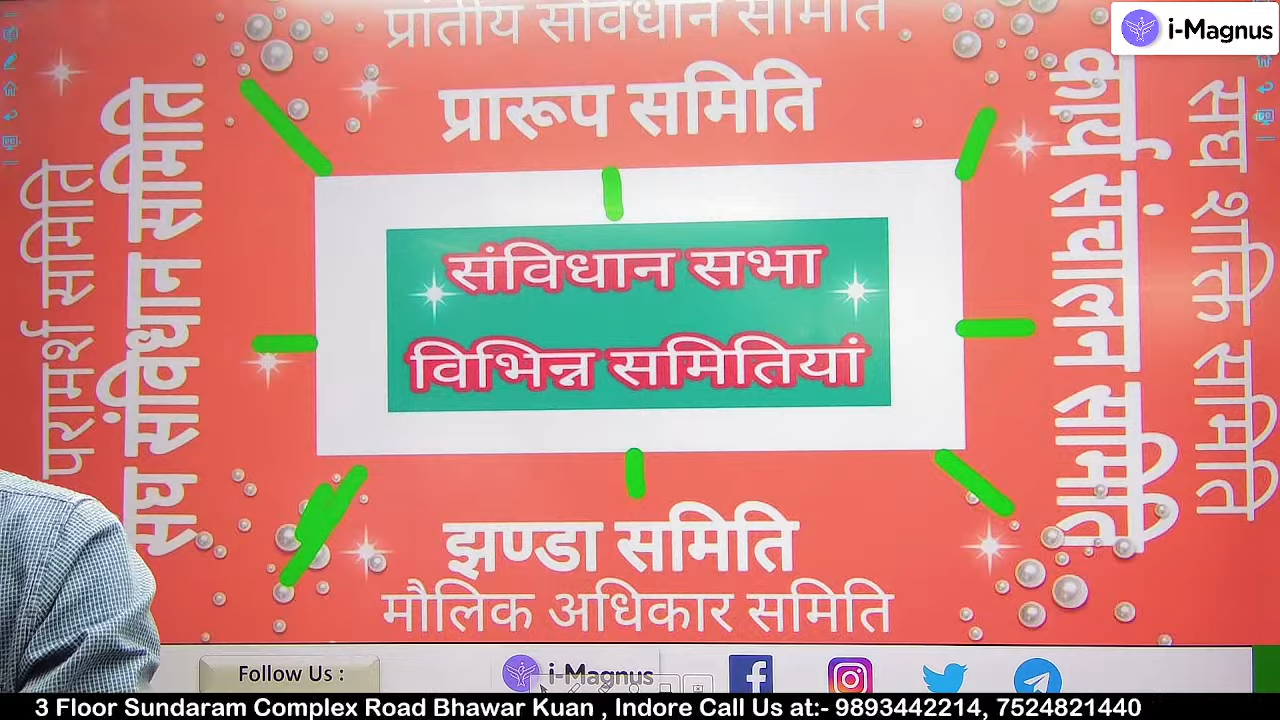 प्रांतीय संविधान समिति
i-Magnus
प्रारूप समिति
परामर्श समिति
संघ संविधान समिति
संविधान सभा
विभिन्न समितियां
कार्य संचालन समिति
संघ शक्ति समिति
झण्डा समिति
मौलिक अधिकार समिति
Follow Us :
i-Magnus
3 Floor Sundaram Complex Road Bhawar Kuan , Indore Call Us at:- 9893442214, 7524821440